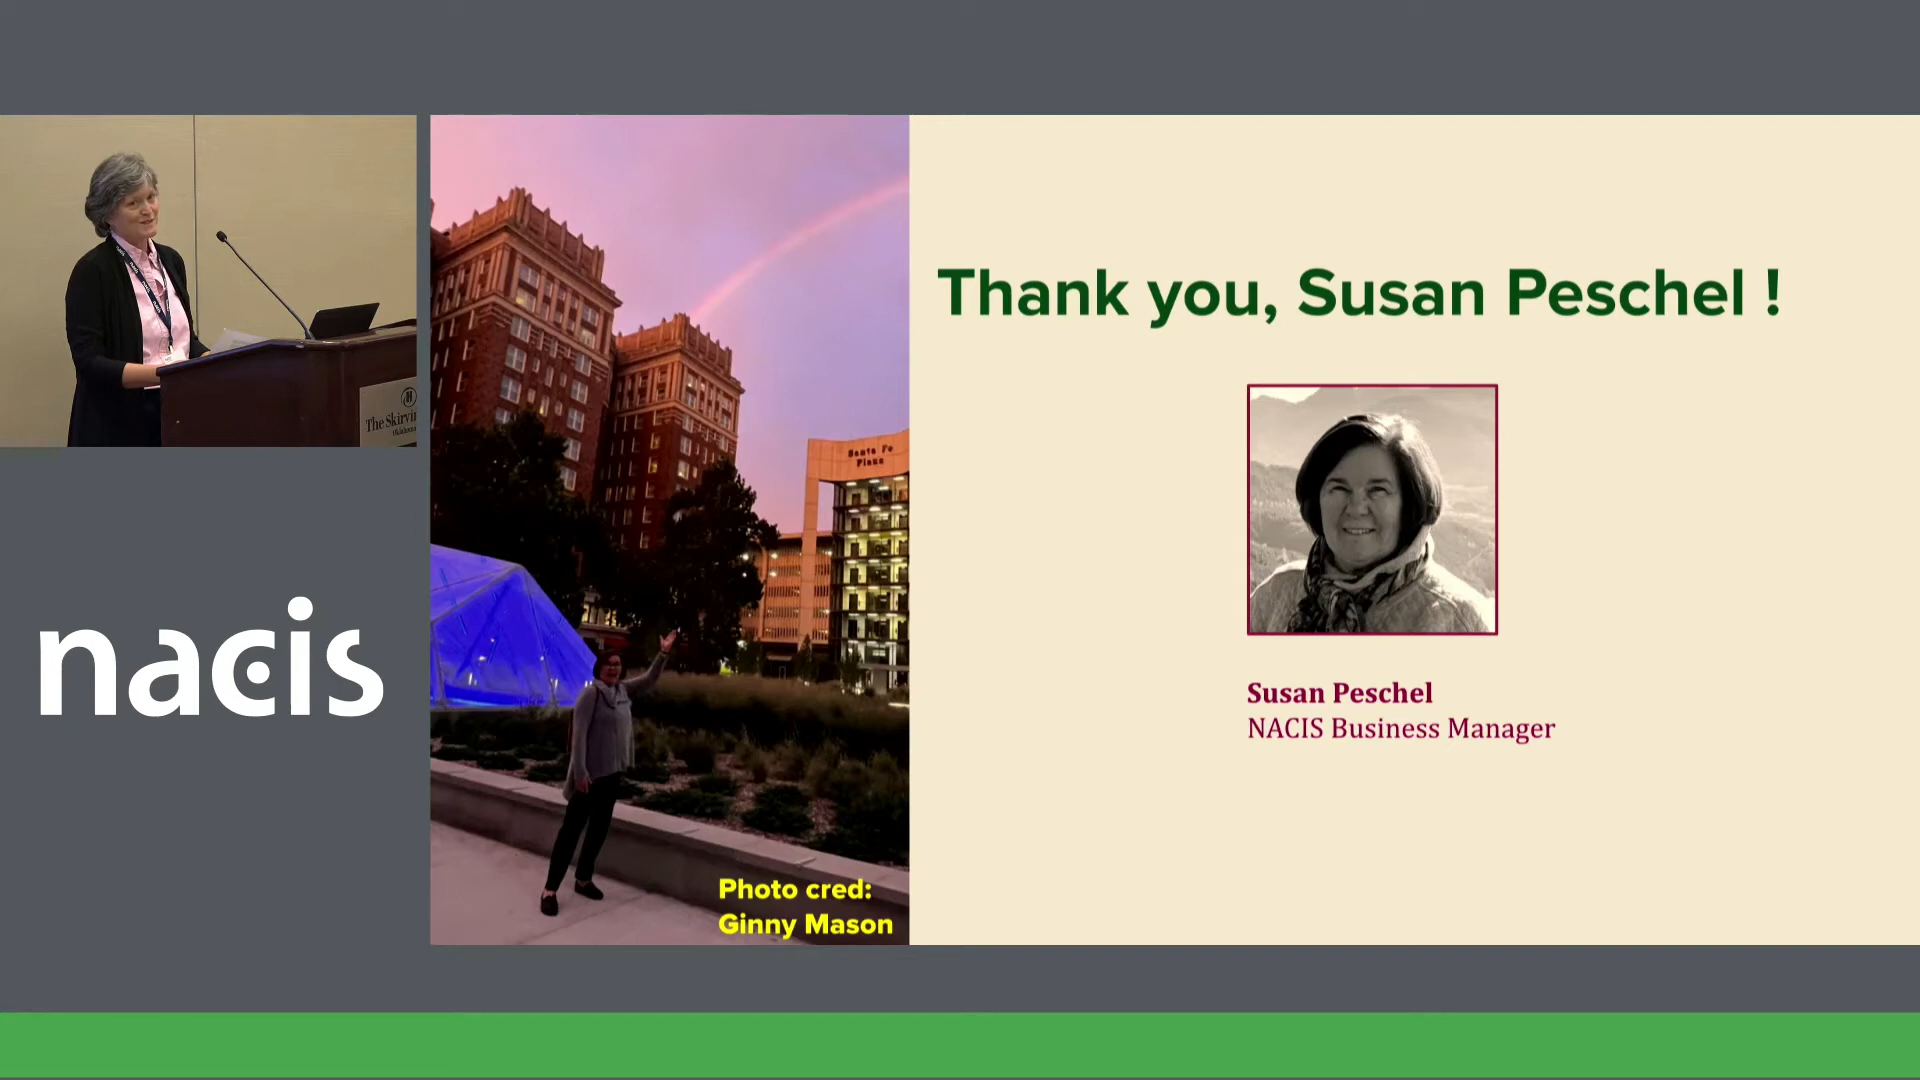 The Skirvin
Oklahoma
nacis
Santa Fe
Plaza
Photo cred:
Ginny Mason
Thank you, Susan Peschel !
Susan Peschel
NACIS Business Manager